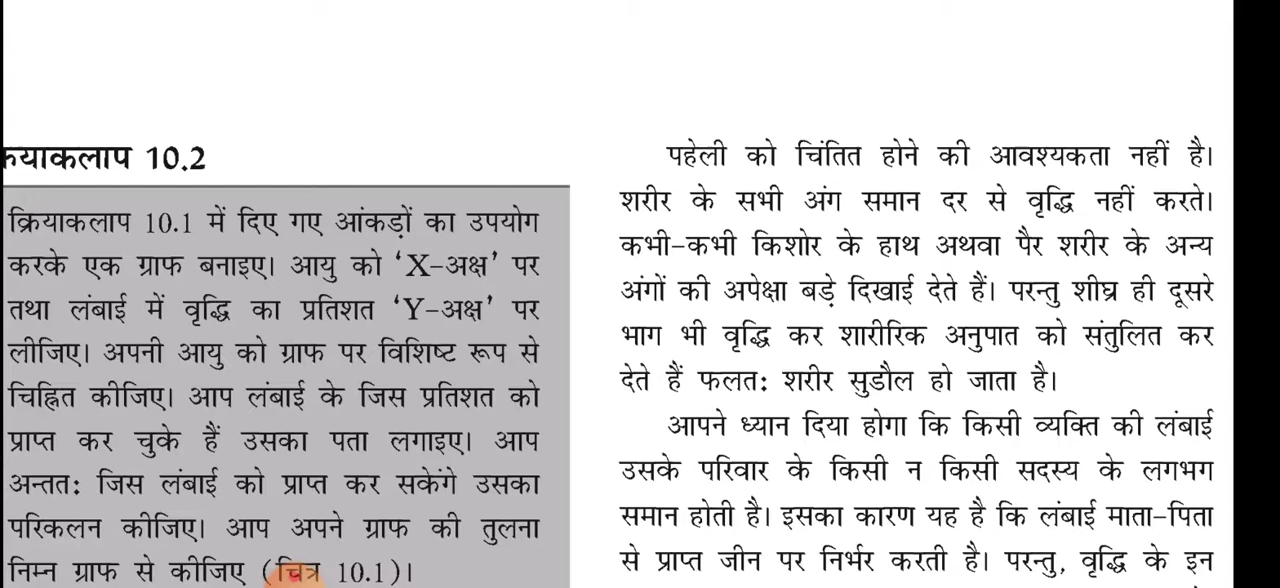 क्रियाकलाप 10.2
क्रियाकलाप 10.1 में दिए गए आंकड़ों का उपयोग
करके एक ग्राफ बनाइए। आयु को ‘X-अक्ष’ पर
तथा लंबाई में वृद्धि का प्रतिशत ‘Y-अक्ष’ पर
लीजिए। अपनी आयु को ग्राफ पर विशिष्ट रूप से
चिह्नित कीजिए। आप लंबाई के जिस प्रतिशत को
प्राप्त कर चुके हैं उसका पता लगाइए। आप
अन्ततः जिस लंबाई को प्राप्त कर सकेंगे उसका
परिकलन कीजिए। आप अपने ग्राफ की तुलना
निम्न ग्राफ से कीजिए (चित्र 10.1)।
पहेली को चिंतित होने की आवश्यकता नहीं है।
शरीर के सभी अंग समान दर से वृद्धि नहीं करते।
कभी-कभी किशोर के हाथ अथवा पैर शरीर के अन्य
अंगों की अपेक्षा बड़े दिखाई देते हैं। परन्तु शीघ्र ही दूसरे
भाग भी वृद्धि कर शारीरिक अनुपात को संतुलित कर
देते हैं फलतः शरीर सुडौल हो जाता है।
आपने ध्यान दिया होगा कि किसी व्यक्ति की लंबाई
उसके परिवार के किसी न किसी सदस्य के लगभग
समान होती है। इसका कारण यह है कि लंबाई माता-पिता
से प्राप्त जीन पर निर्भर करती है। परन्तु, वृद्धि के इन